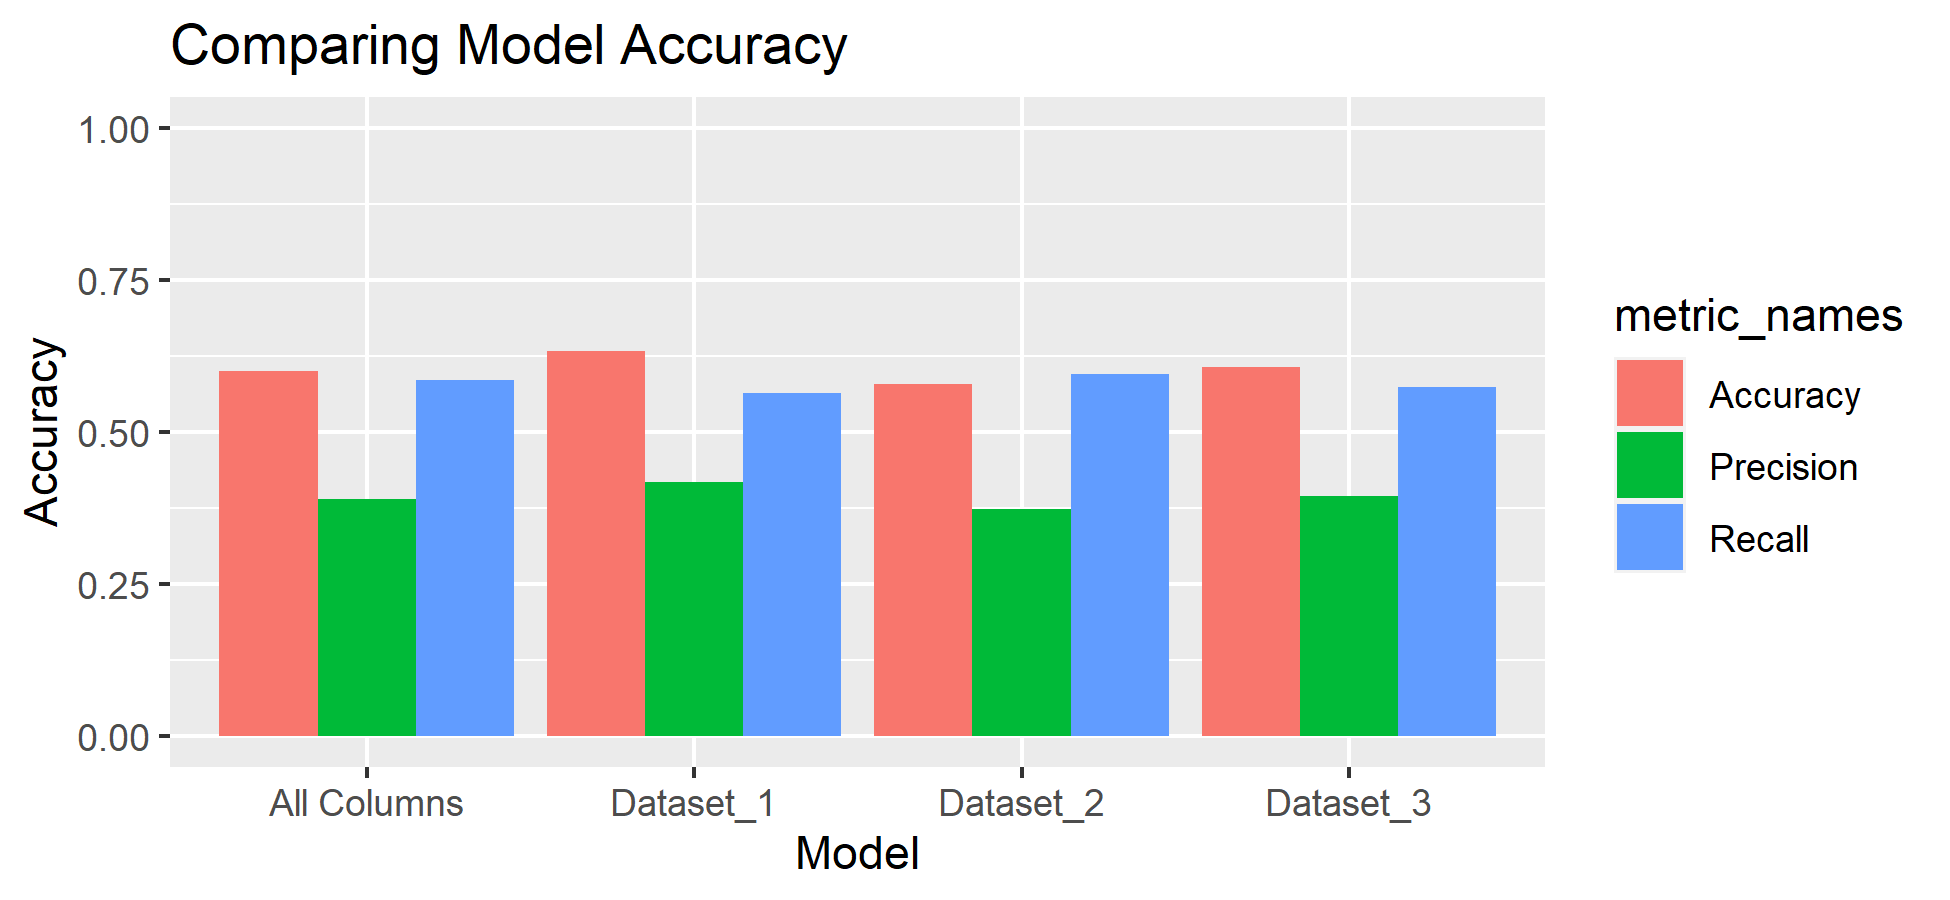 Comparing Model Accuracy
Accuracy
1.00
0.75
0.50
0.25
0.00
All Columns
Dataset_1
Dataset_2
Dataset_3
Model
metric_names
Accuracy
Precision
Recall